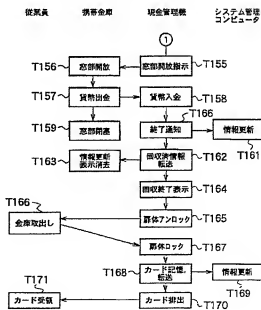 従業員 携帯金庫 現金管理機 システム管理コンピュータ
1
T156 窓部開放 窓部開放指示 T155
T157 貨幣出金 貨幣入金 T158
T166
T159 窓部閉塞 終了通知 情報更新
T161
T163 情報更新表示消去 回収済情報転送 T162
回収終了表示 T164
T166 扉体アンロック T165
金庫取出し
扉体ロック T167
T168 カード記憶、転送 情報更新
T169
T171
カード受領 カード排出 T170